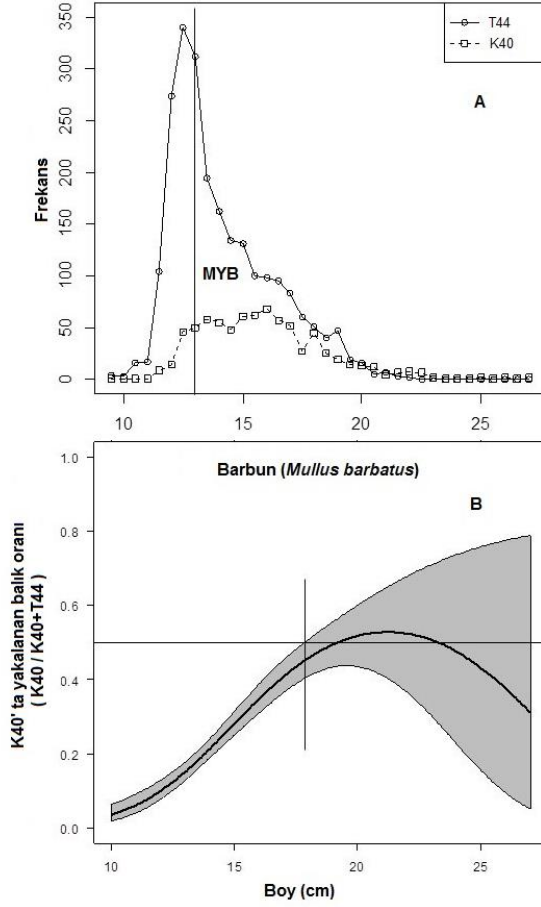 350
300
250
200
150
100
50
0
Frekans
T44
K40
A
MYB
10 15 20 25
Barbun (Mullus barbatus)
B
1.0
0.8
0.6
0.4
0.2
0.0
K40' ta yakalanan balık oranı
( K40 / K40+T44 )
10 15 20 25
Boy (cm)